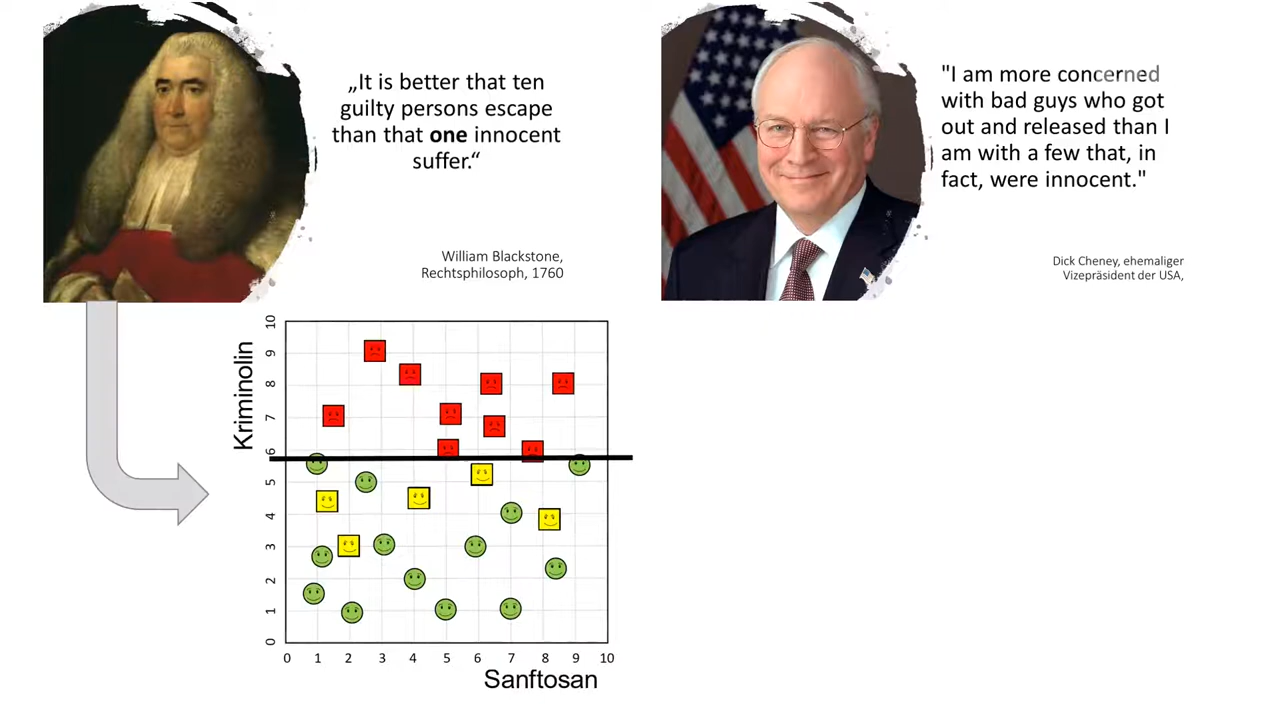 „It is better that ten
guilty persons escape
than that one innocent
suffer.“
William Blackstone,
Rechtsphilosoph, 1760
"I am more concerned
with bad guys who got
out and released than I
am with a few that, in
fact, were innocent."
Dick Cheney, ehemaliger
Vizepräsident der USA,
Kriminolin
10
9
8
7
6
5
4
3
2
1
0
0 1 2 3 4 5 6 7 8 9 10
Sanftosan